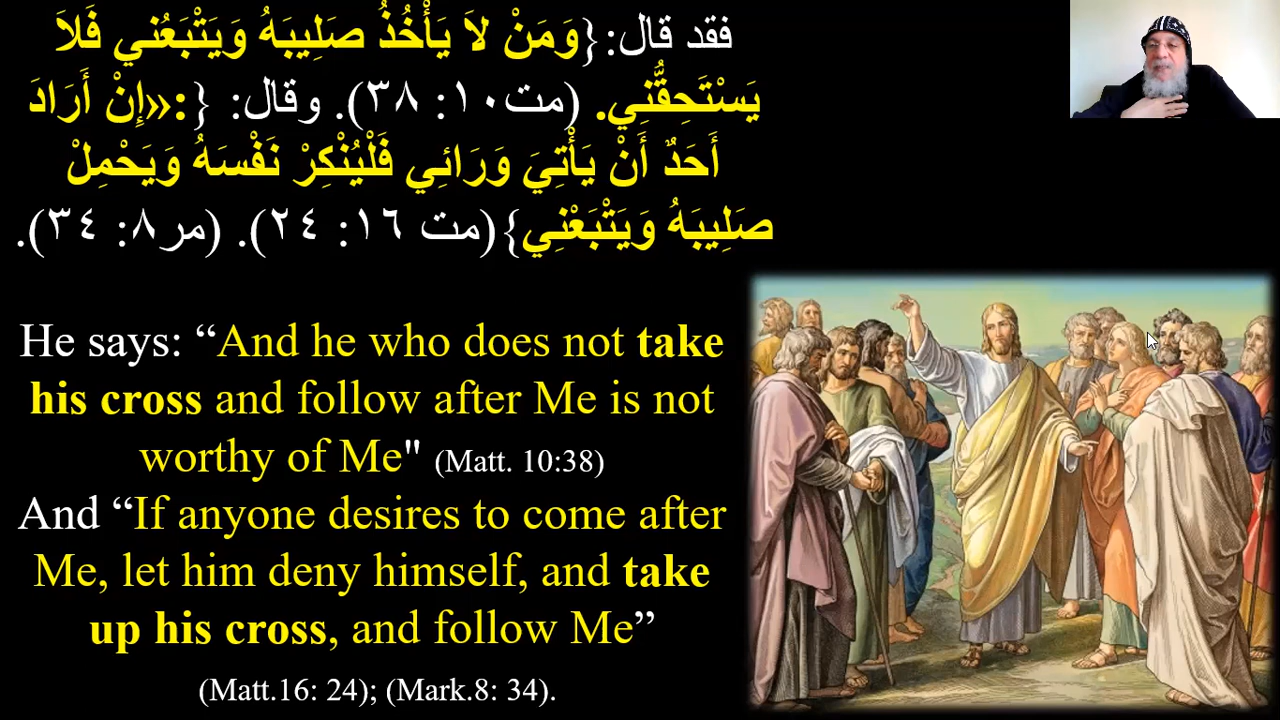 فقد قال: {وَمَنْ لاَ يَأْخُذُ صَلِيبَهُ وَيَتْبَعُني فَلاَ
يَسْتَحِقُّنِي. (مت١٠: ٣٨). وقال: {:«إِنْ أَرَادَ
أَحَدٌ أَنْ يَأْتِيَ وَرَائِي فَلْيُنْكِرْ نَفْسَهُ وَيَحْمِلْ
صَلِيبَهُ وَيَتْبَعْنِي}(مت ١٦: ٢٤). (مر٨: ٣٤).
He says: “And he who does not take
his cross and follow after Me is not
worthy of Me" (Matt. 10:38)
And “If anyone desires to come after
Me, let him deny himself, and take
up his cross, and follow Me”
(Matt.16: 24); (Mark.8: 34).